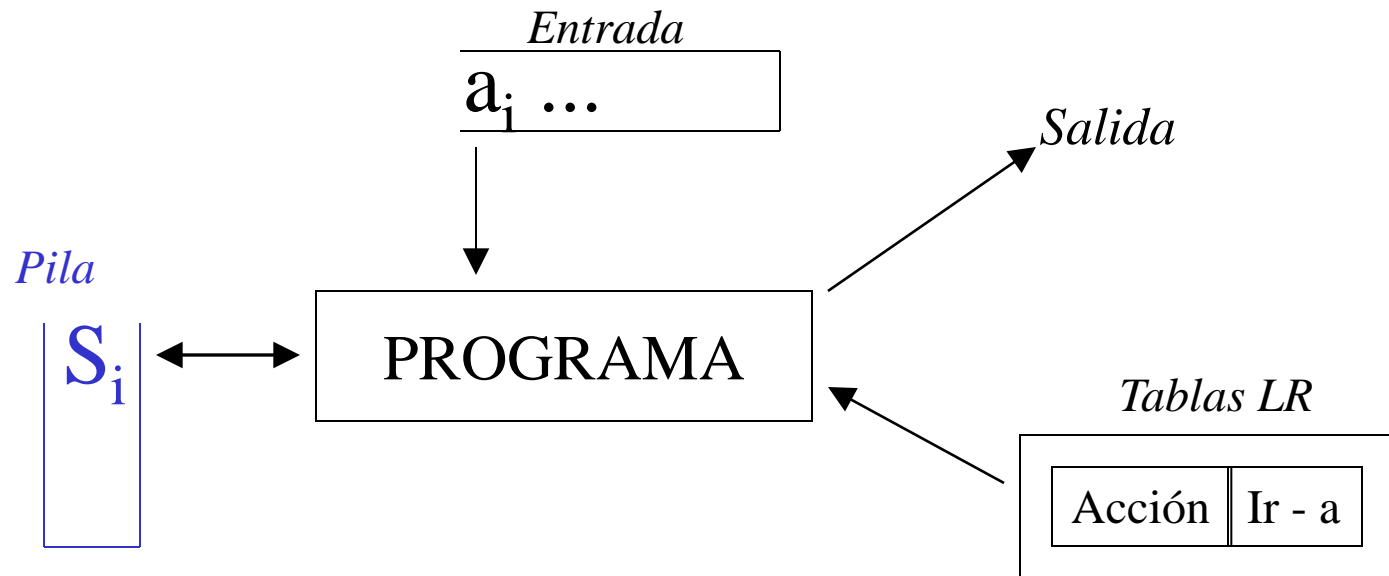 Entrada
aᵢ ...
Salida
Pila
Sᵢ
PROGRAMA
Tablas LR
Acción Ir - a